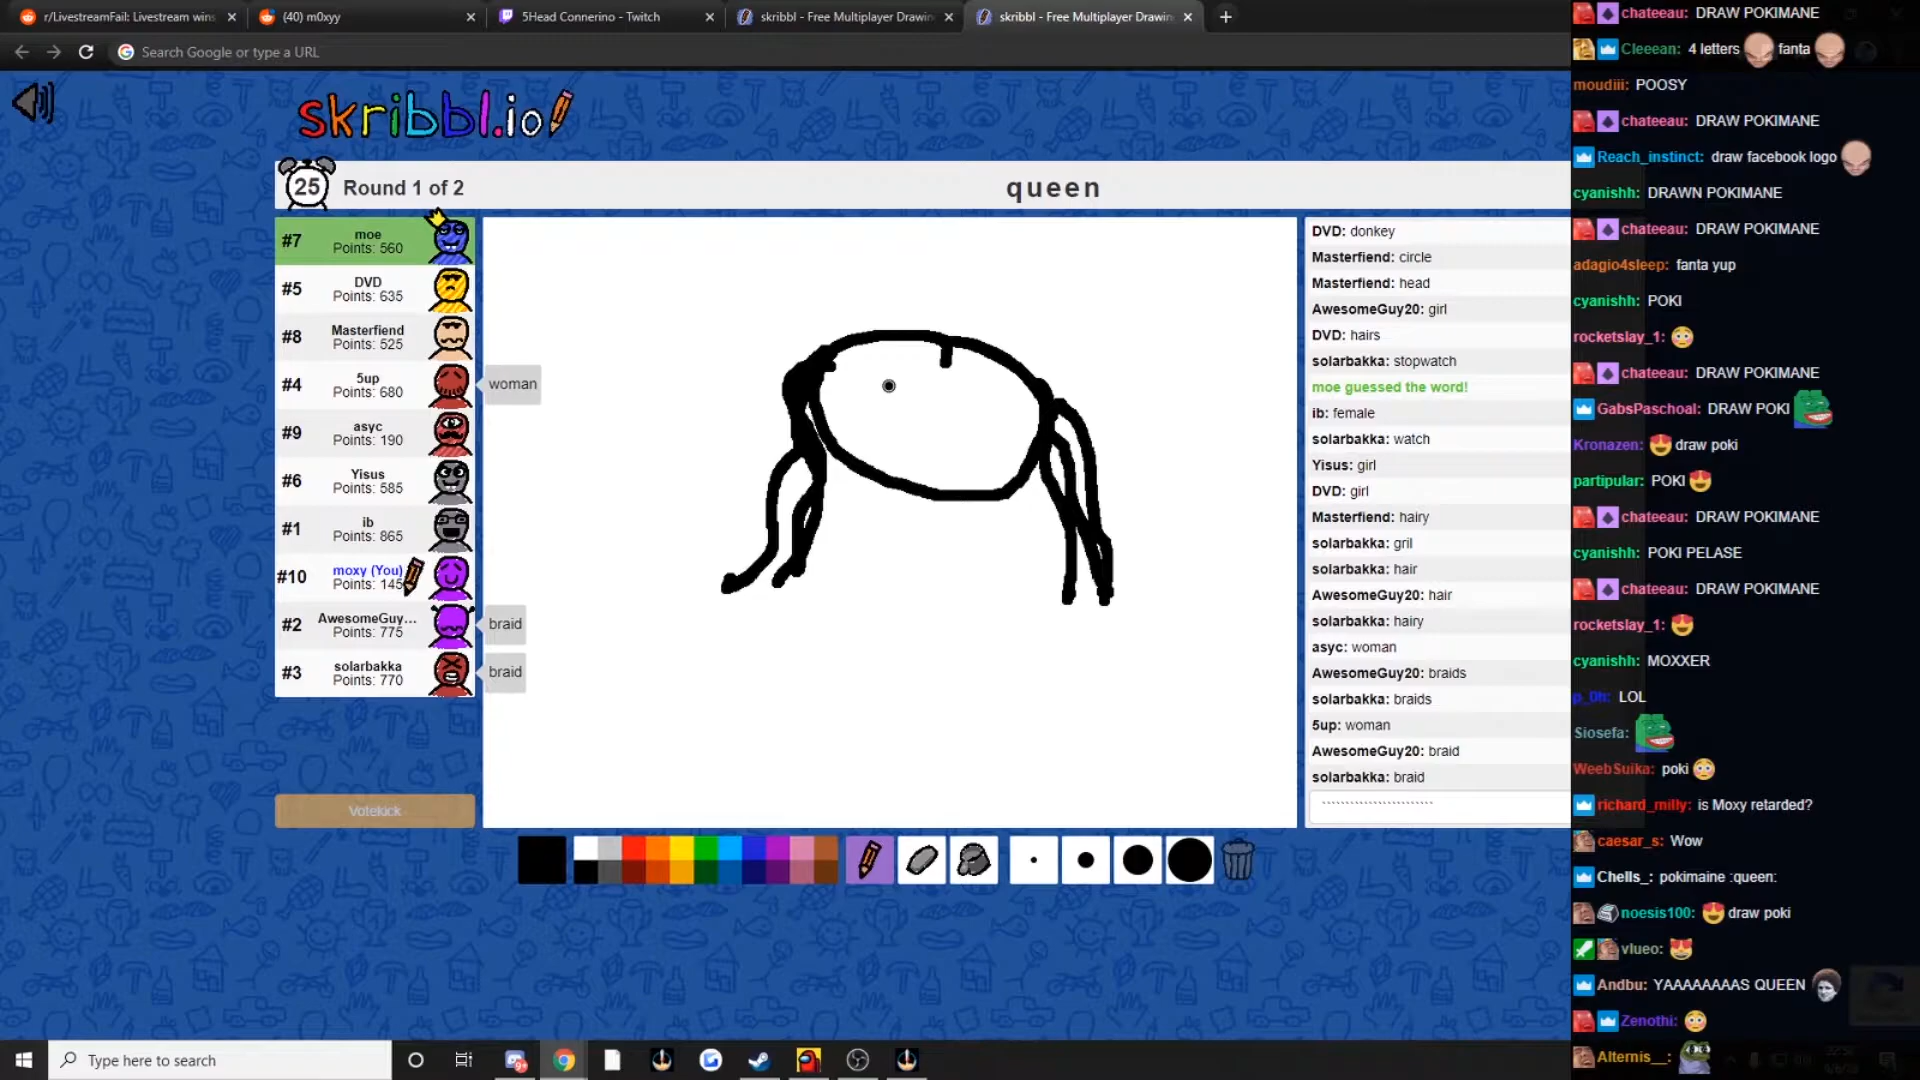 r/LivestreamFail: Livestream wins
(40) m0xyy
5Head Connerino - Twitch
skribbl - Free Multiplayer Drawin
skribbl - Free Multiplayer Drawin
Search Google or type a URL
skribbl.io
25
Round 1 of 2
queen
#7 moe
Points: 560
#5 DVD
Points: 635
#8 Masterfiend
Points: 525
#4 5up
Points: 680
woman
#9 asyc
Points: 190
#6 Yisus
Points: 585
#1 ib
Points: 865
#10 moxy (You)
Points: 145
#2 AwesomeGuy...
Points: 775
braid
#3 solarbakka
Points: 770
braid
Votekick
DVD: donkey
Masterfiend: circle
Masterfiend: head
AwesomeGuy20: girl
DVD: hairs
solarbakka: stopwatch
moe guessed the word!
ib: female
solarbakka: watch
Yisus: girl
DVD: girl
Masterfiend: hairy
solarbakka: gril
solarbakka: hair
AwesomeGuy20: hair
solarbakka: hairy
asyc: woman
AwesomeGuy20: braids
solarbakka: braids
5up: woman
AwesomeGuy20: braid
solarbakka: braid
chateeau: DRAW POKIMANE
Cleeean: 4 letters fanta
moudiii: POOSY
chateeau: DRAW POKIMANE
Reach_instinct: draw facebook logo
cyanishh: DRAWN POKIMANE
chateeau: DRAW POKIMANE
adagio4sleep: fanta yup
cyanishh: POKI
rocketslay_1:
chateeau: DRAW POKIMANE
GabsPaschoal: DRAW POKI
Kronazen: draw poki
partipular: POKI
chateeau: DRAW POKIMANE
cyanishh: POKI PELASE
chateeau: DRAW POKIMANE
rocketslay_1:
cyanishh: MOXXER
p_0h: LOL
Siosefa:
WeebSuika: poki
richard_milly: is Moxy retarded?
caesar_s: Wow
Chells_: pokimaine :queen:
noesis100: draw poki
vlueo:
Andbu: YAAAAAAAAS QUEEN
Zenothi:
Alternis__:
Type here to search